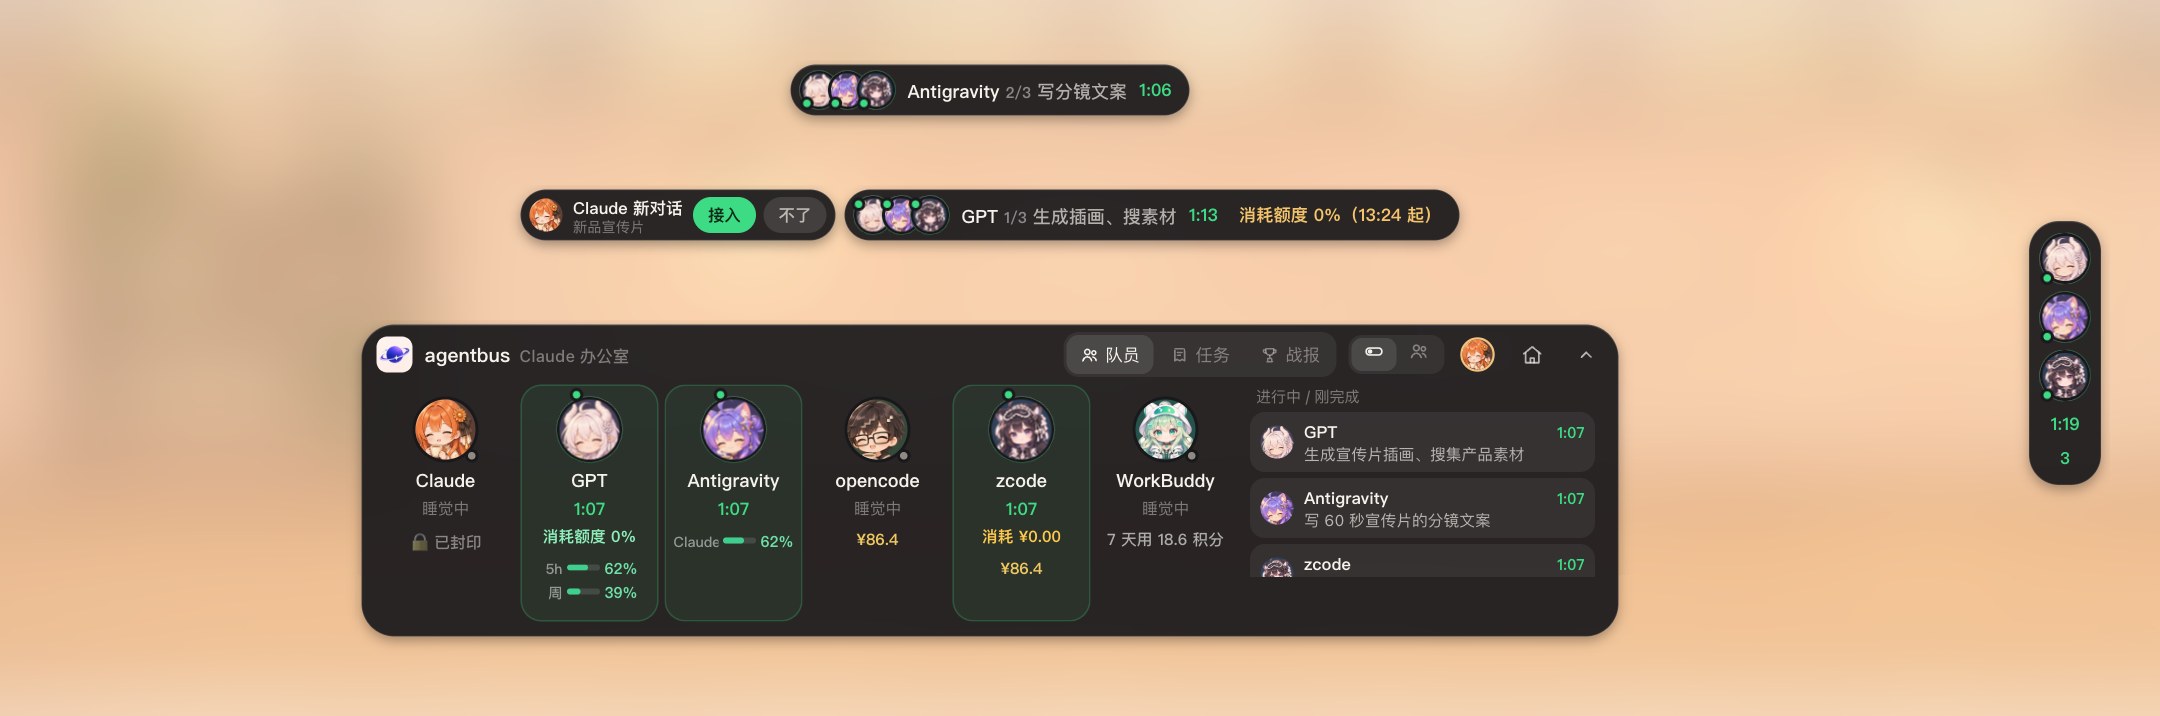 Antigravity 2/3 写分镜文案 1:06
Claude 新对话
新品宣传片
接入
不了
GPT 1/3 生成插画、搜素材 1:13 消耗额度 0%（13:24 起）
agentbus Claude 办公室
队员
任务
战报
Claude
睡觉中
已封印
GPT
1:07
消耗额度 0%
5h 62%
周 39%
Antigravity
1:07
Claude 62%
opencode
睡觉中
¥86.4
zcode
1:07
消耗 ¥0.00
¥86.4
WorkBuddy
睡觉中
7 天用 18.6 积分
进行中 / 刚完成
GPT 1:07
生成宣传片插画、搜集产品素材
Antigravity 1:07
写 60 秒宣传片的分镜文案
zcode 1:07
1:19
3